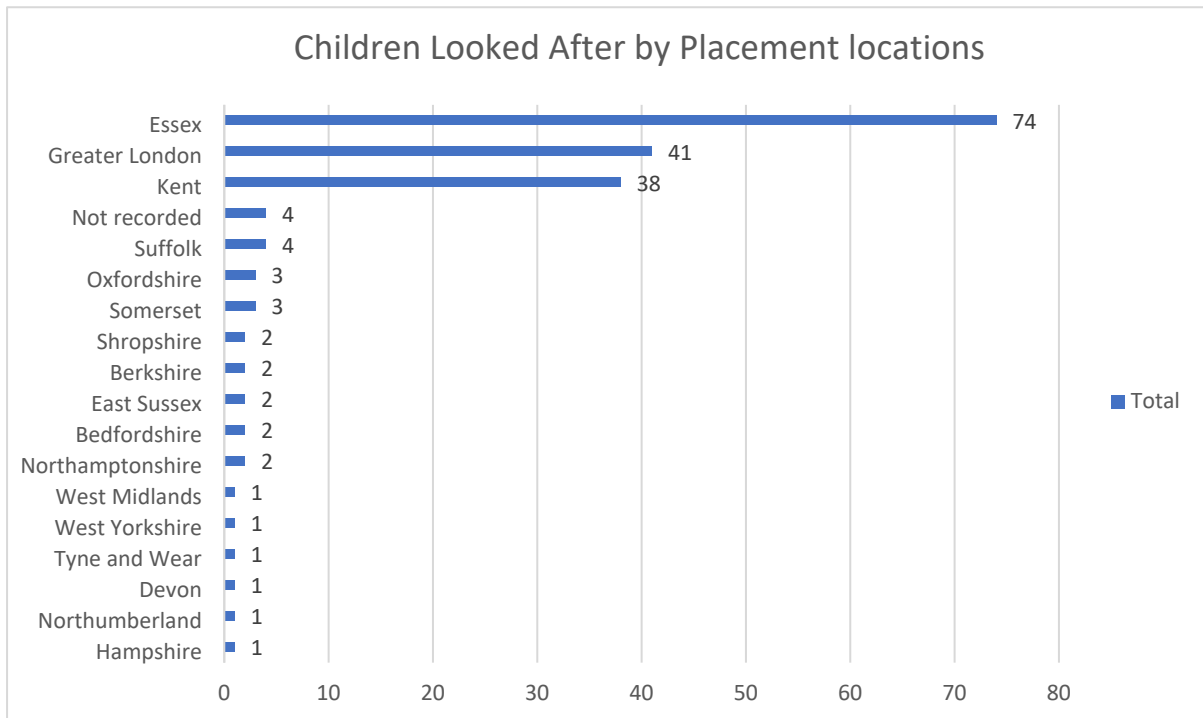 Children Looked After by Placement locations
Essex 74
Greater London 41
Kent 38
Not recorded 4
Suffolk 4
Oxfordshire 3
Somerset 3
Shropshire 2
Berkshire 2
East Sussex 2
Bedfordshire 2
Northamptonshire 2
West Midlands 1
West Yorkshire 1
Tyne and Wear 1
Devon 1
Northumberland 1
Hampshire 1
0 10 20 30 40 50 60 70 80
Total